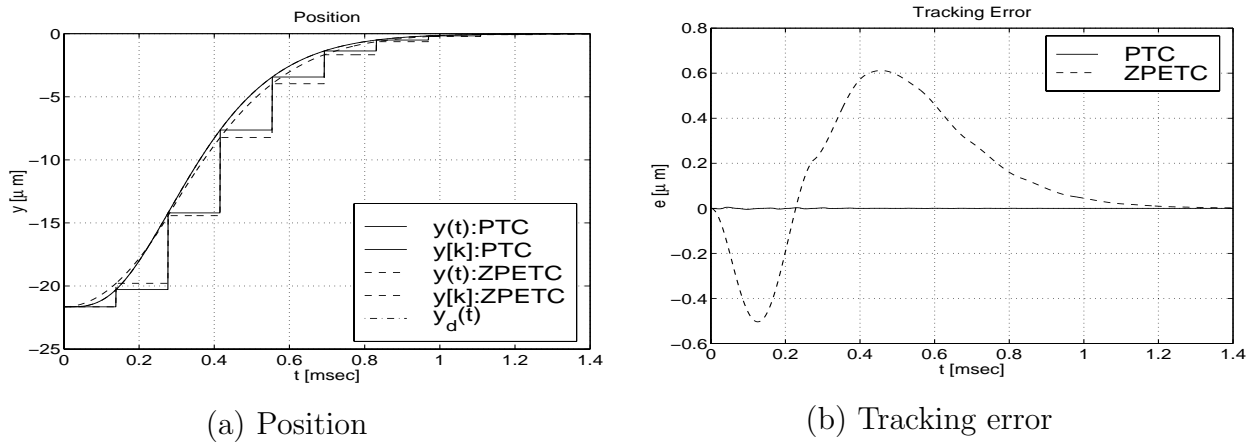 Position
0
−5
−10
−15
−20
−25
y [μ m]
0 0.2 0.4 0.6 0.8 1 1.2 1.4
t [msec]
y(t):PTC
y[k]:PTC
y(t):ZPETC
y[k]:ZPETC
y_d(t)
(a) Position
Tracking Error
0.8
0.6
0.4
0.2
0
−0.2
−0.4
−0.6
e [μ m]
0 0.2 0.4 0.6 0.8 1 1.2 1.4
t [msec]
PTC
ZPETC
(b) Tracking error